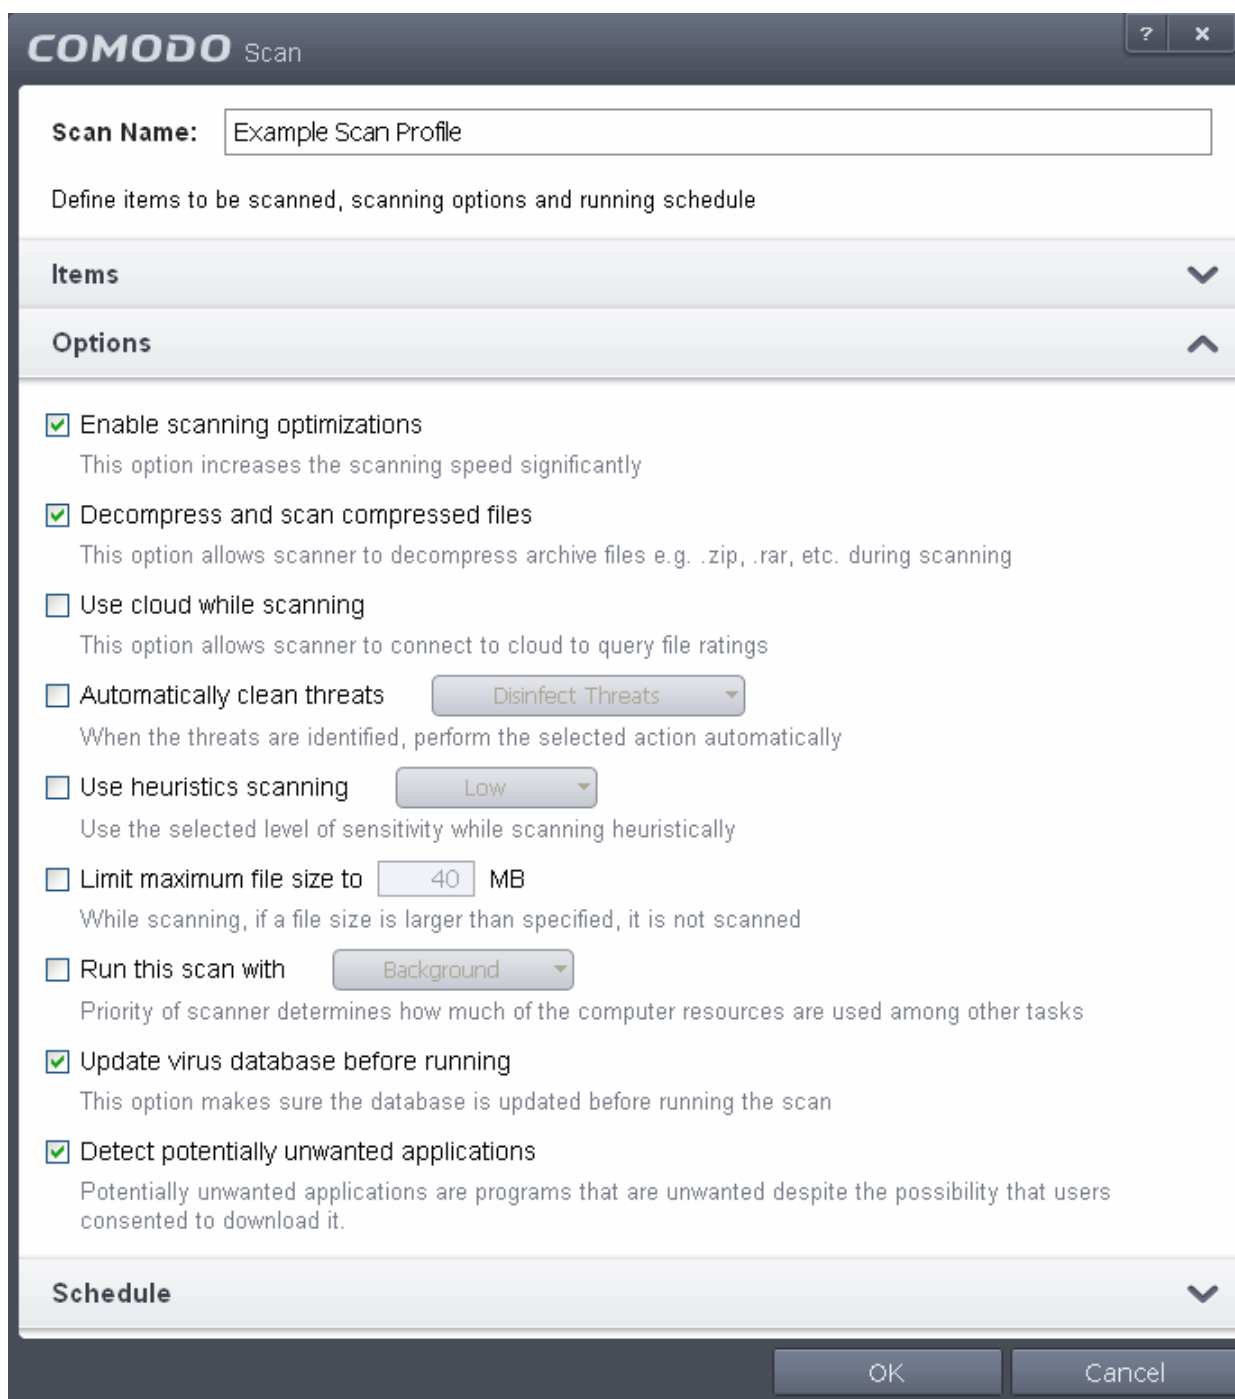 COMODO Scan
?
×
Scan Name: Example Scan Profile
Define items to be scanned, scanning options and running schedule
Items
Options
Enable scanning optimizations
This option increases the scanning speed significantly
Decompress and scan compressed files
This option allows scanner to decompress archive files e.g. .zip, .rar, etc. during scanning
Use cloud while scanning
This option allows scanner to connect to cloud to query file ratings
Automatically clean threats Disinfect Threats
When the threats are identified, perform the selected action automatically
Use heuristics scanning Low
Use the selected level of sensitivity while scanning heuristically
Limit maximum file size to 40 MB
While scanning, if a file size is larger than specified, it is not scanned
Run this scan with Background
Priority of scanner determines how much of the computer resources are used among other tasks
Update virus database before running
This option makes sure the database is updated before running the scan
Detect potentially unwanted applications
Potentially unwanted applications are programs that are unwanted despite the possibility that users
consented to download it.
Schedule
OK Cancel